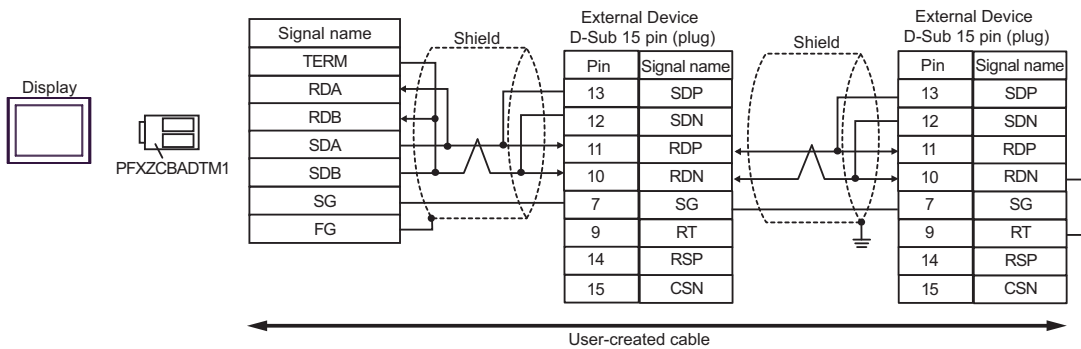 Display
PFXZCBADTM1
Signal name
TERM
RDA
RDB
SDA
SDB
SG
FG
Shield
External Device
D-Sub 15 pin (plug)
Pin Signal name
13 SDP
12 SDN
11 RDP
10 RDN
7 SG
9 RT
14 RSP
15 CSN
Shield
External Device
D-Sub 15 pin (plug)
Pin Signal name
13 SDP
12 SDN
11 RDP
10 RDN
7 SG
9 RT
14 RSP
15 CSN
User-created cable